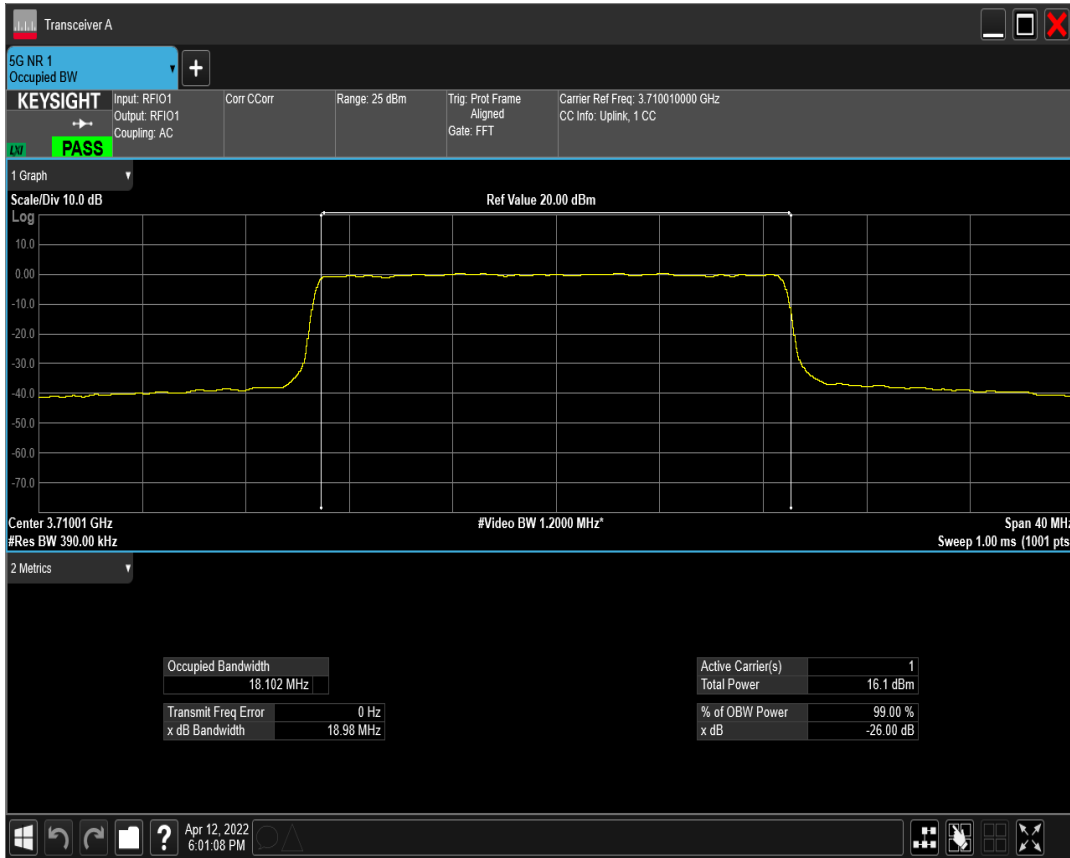 Transceiver A
5G NR 1
Occupied BW
+
KEYSIGHT
LXI
PASS
Input: RFIO1
Output: RFIO1
Coupling: AC
Corr CCorr
Range: 25 dBm
Trig: Prot Frame
Aligned
Gate: FFT
Carrier Ref Freq: 3.710010000 GHz
CC Info: Uplink, 1 CC
1 Graph
Scale/Div 10.0 dB
Ref Value 20.00 dBm
Log
10.0
0.00
-10.0
-20.0
-30.0
-40.0
-50.0
-60.0
-70.0
Center 3.71001 GHz
#Video BW 1.2000 MHz*
Span 40 MHz
#Res BW 390.00 kHz
Sweep 1.00 ms (1001 pts
2 Metrics
Occupied Bandwidth
18.102 MHz
Transmit Freq Error 0 Hz
x dB Bandwidth 18.98 MHz
Active Carrier(s) 1
Total Power 16.1 dBm
% of OBW Power 99.00 %
x dB -26.00 dB
?
Apr 12, 2022
6:01:08 PM